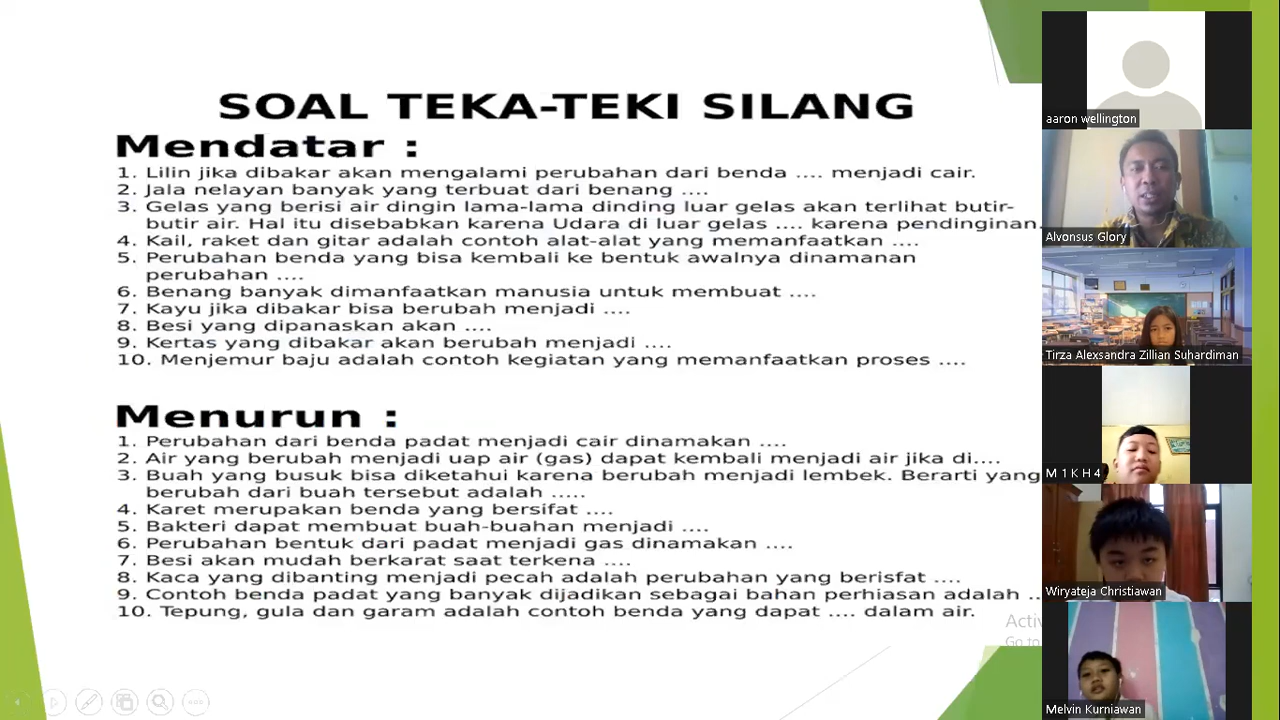 SOAL TEKA-TEKI SILANG
Mendatar :
1. Lilin jika dibakar akan mengalami perubahan dari benda .... menjadi cair.
2. Jala nelayan banyak yang terbuat dari benang ....
3. Gelas yang berisi air dingin lama-lama dinding luar gelas akan terlihat butir-
butir air. Hal itu disebabkan karena Udara di luar gelas .... karena pendinginan.
4. Kail, raket dan gitar adalah contoh alat-alat yang memanfaatkan ....
5. Perubahan benda yang bisa kembali ke bentuk awalnya dinamanan
perubahan ....
6. Benang banyak dimanfaatkan manusia untuk membuat ....
7. Kayu jika dibakar bisa berubah menjadi ....
8. Besi yang dipanaskan akan ....
9. Kertas yang dibakar akan berubah menjadi ....
10. Menjemur baju adalah contoh kegiatan yang memanfaatkan proses ....
Menurun :
1. Perubahan dari benda padat menjadi cair dinamakan ....
2. Air yang berubah menjadi uap air (gas) dapat kembali menjadi air jika di....
3. Buah yang busuk bisa diketahui karena berubah menjadi lembek. Berarti yang
berubah dari buah tersebut adalah .....
4. Karet merupakan benda yang bersifat ....
5. Bakteri dapat membuat buah-buahan menjadi ....
6. Perubahan bentuk dari padat menjadi gas dinamakan ....
7. Besi akan mudah berkarat saat terkena ....
8. Kaca yang dibanting menjadi pecah adalah perubahan yang berisfat ....
9. Contoh benda padat yang banyak dijadikan sebagai bahan perhiasan adalah ..
10. Tepung, gula dan garam adalah contoh benda yang dapat .... dalam air.
Go to
aaron wellington
Alvonsus Glory
Tirza Alexsandra Zillian Suhardiman
M 1 K H 4
Wiryateja Christiawan
Melvin Kurniawan